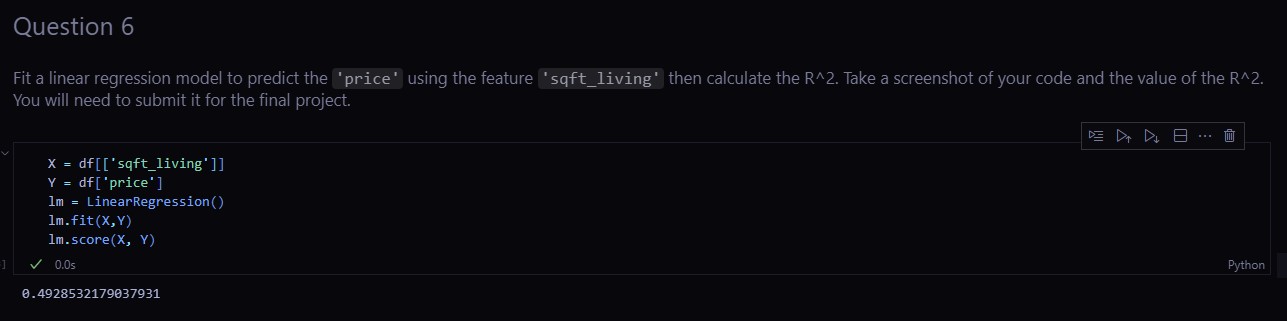 Question 6
Fit a linear regression model to predict the 'price' using the feature 'sqft_living' then calculate the R^2. Take a screenshot of your code and the value of the R^2.
You will need to submit it for the final project.
X = df[['sqft_living']]
Y = df['price']
lm = LinearRegression()
lm.fit(X,Y)
lm.score(X, Y)
0.0s
Python
0.4928532179037931